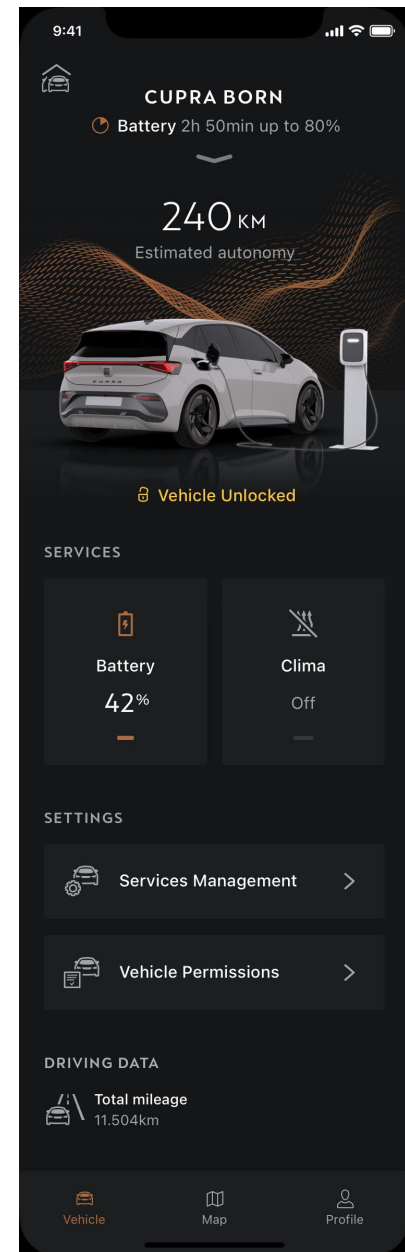 9:41
CUPRA BORN
Battery 2h 50min up to 80%
240 KM
Estimated autonomy
CUPRA
Vehicle Unlocked
SERVICES
Battery
42%
Clima
Off
SETTINGS
Services Management
Vehicle Permissions
DRIVING DATA
Total mileage
11.504km
Vehicle
Map
Profile